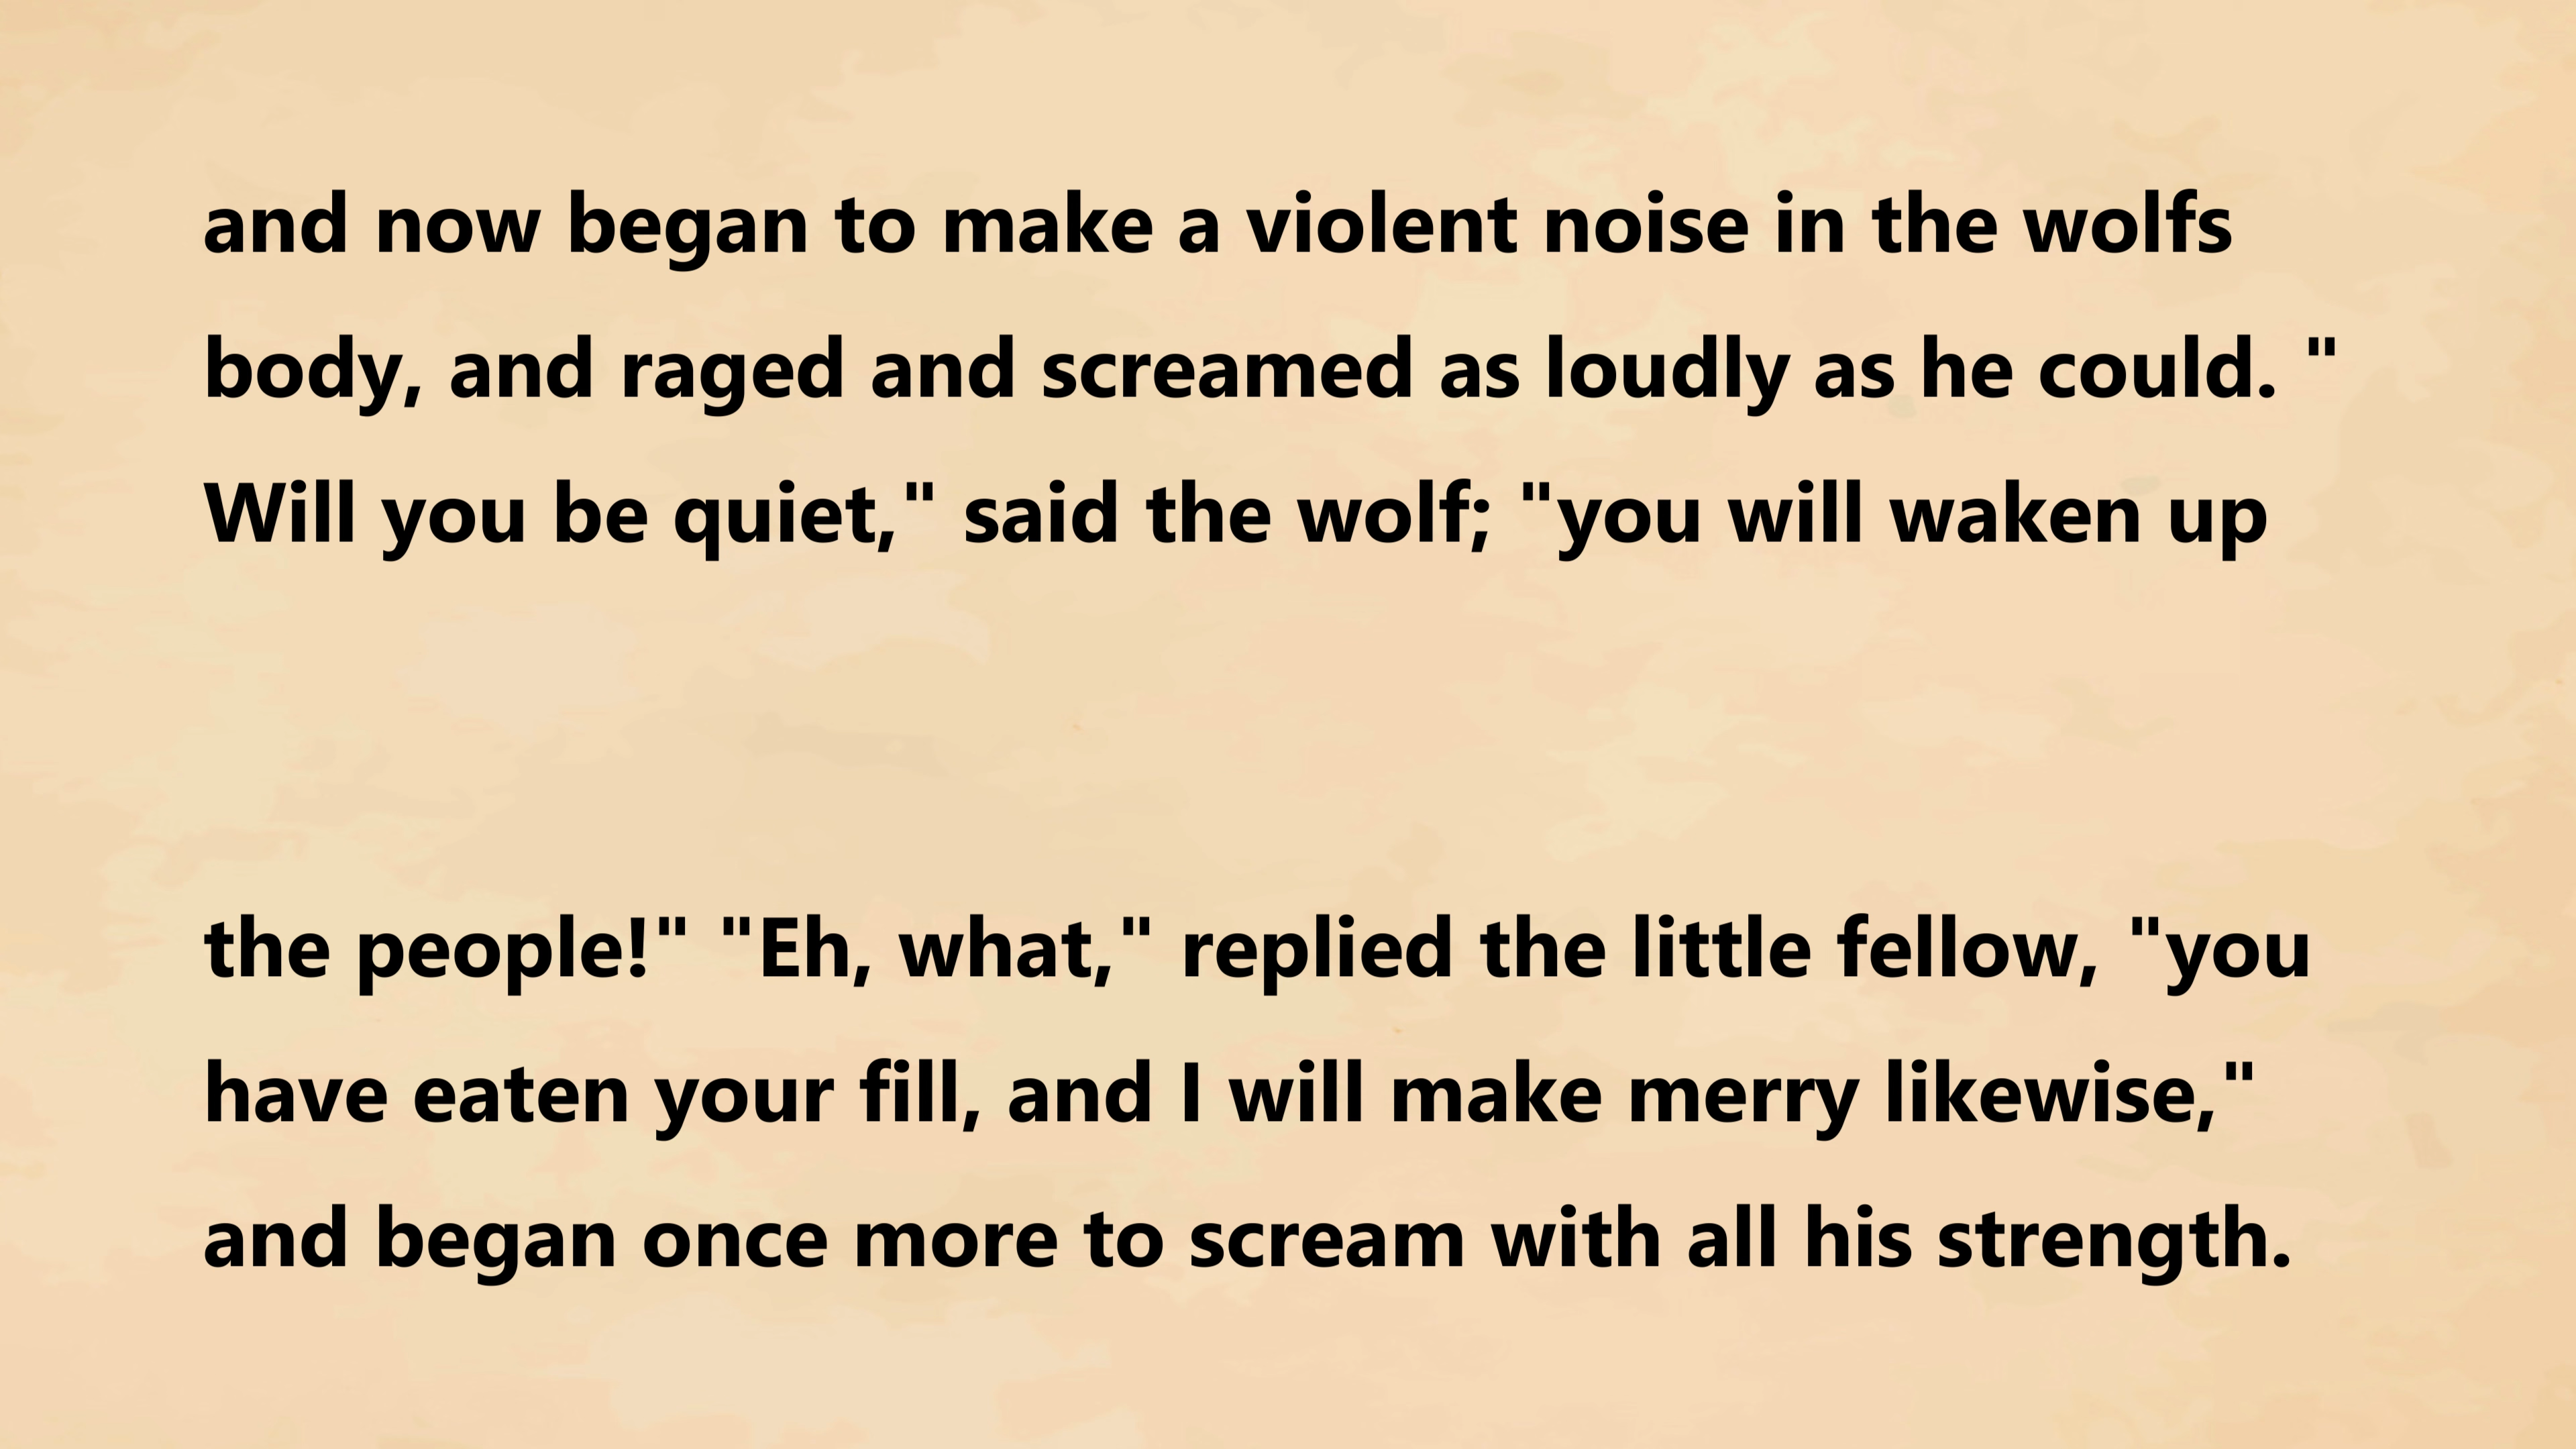 and now began to make a violent noise in the wolfs
body, and raged and screamed as loudly as he could. "
Will you be quiet," said the wolf; "you will waken up
the people!" "Eh, what," replied the little fellow, "you
have eaten your fill, and I will make merry likewise,"
and began once more to scream with all his strength.